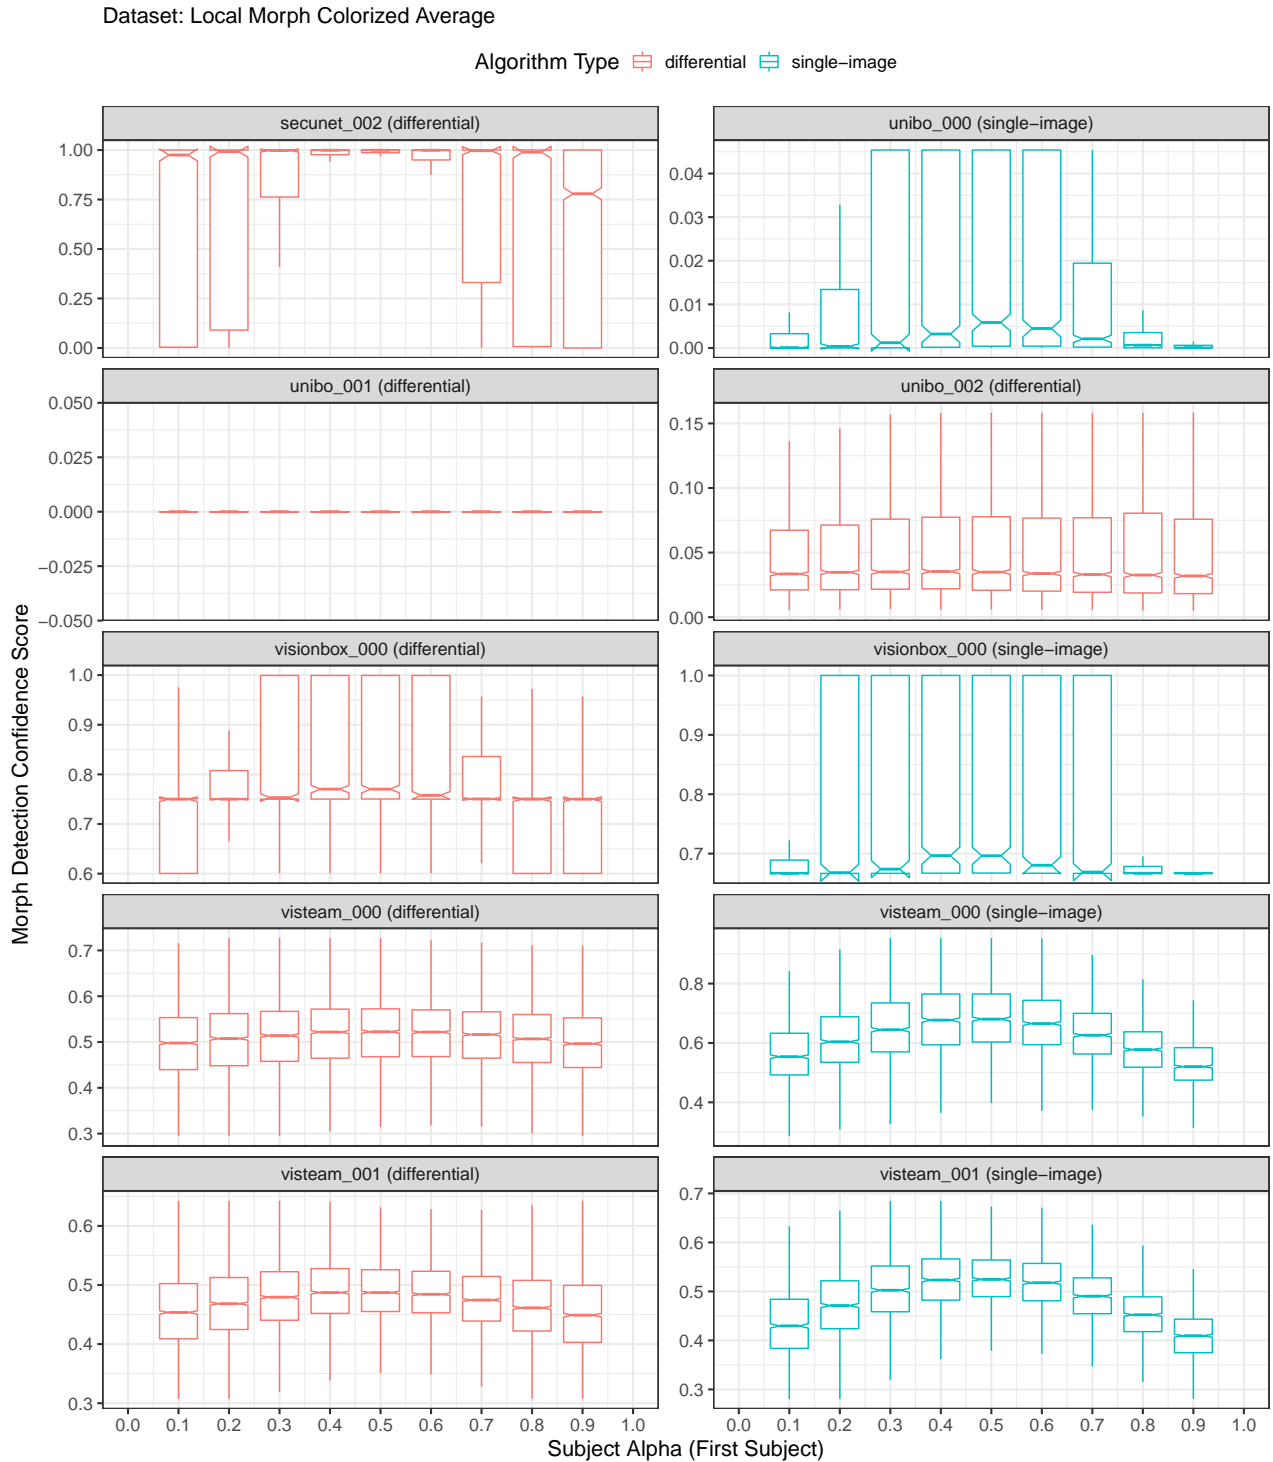 Dataset: Local Morph Colorized Average
Algorithm Type differential single−image
secunet_002 (differential)
1.00
0.75
0.50
0.25
0.00
unibo_000 (single−image)
0.04
0.03
0.02
0.01
0.00
unibo_001 (differential)
0.050
0.025
0.000
−0.025
−0.050
unibo_002 (differential)
0.15
0.10
0.05
0.00
visionbox_000 (differential)
1.0
0.9
0.8
0.7
0.6
visionbox_000 (single−image)
1.0
0.9
0.8
0.7
visteam_000 (differential)
0.7
0.6
0.5
0.4
0.3
visteam_000 (single−image)
0.8
0.6
0.4
visteam_001 (differential)
0.6
0.5
0.4
0.3
visteam_001 (single−image)
0.7
0.6
0.5
0.4
0.3
0.0 0.1 0.2 0.3 0.4 0.5 0.6 0.7 0.8 0.9 1.0
0.0 0.1 0.2 0.3 0.4 0.5 0.6 0.7 0.8 0.9 1.0
Subject Alpha (First Subject)
Morph Detection Confidence Score